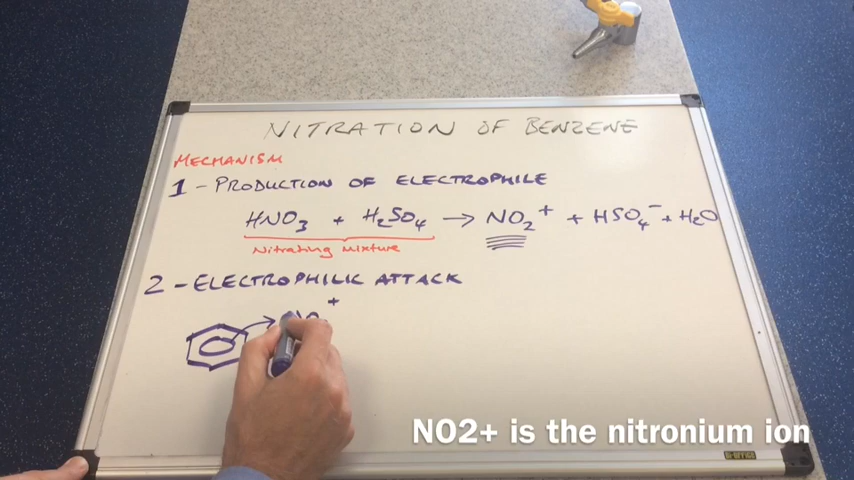 NITRATION OF BENZENE
MECHANISM
1 - PRODUCTION OF ELECTROPHILE
HNO₃ + H₂SO₄ → NO₂⁺ + HSO₄⁻ + H₂O
Nitrating mixture
2 - ELECTROPHILIC ATTACK
+
NO2+ is the nitronium ion